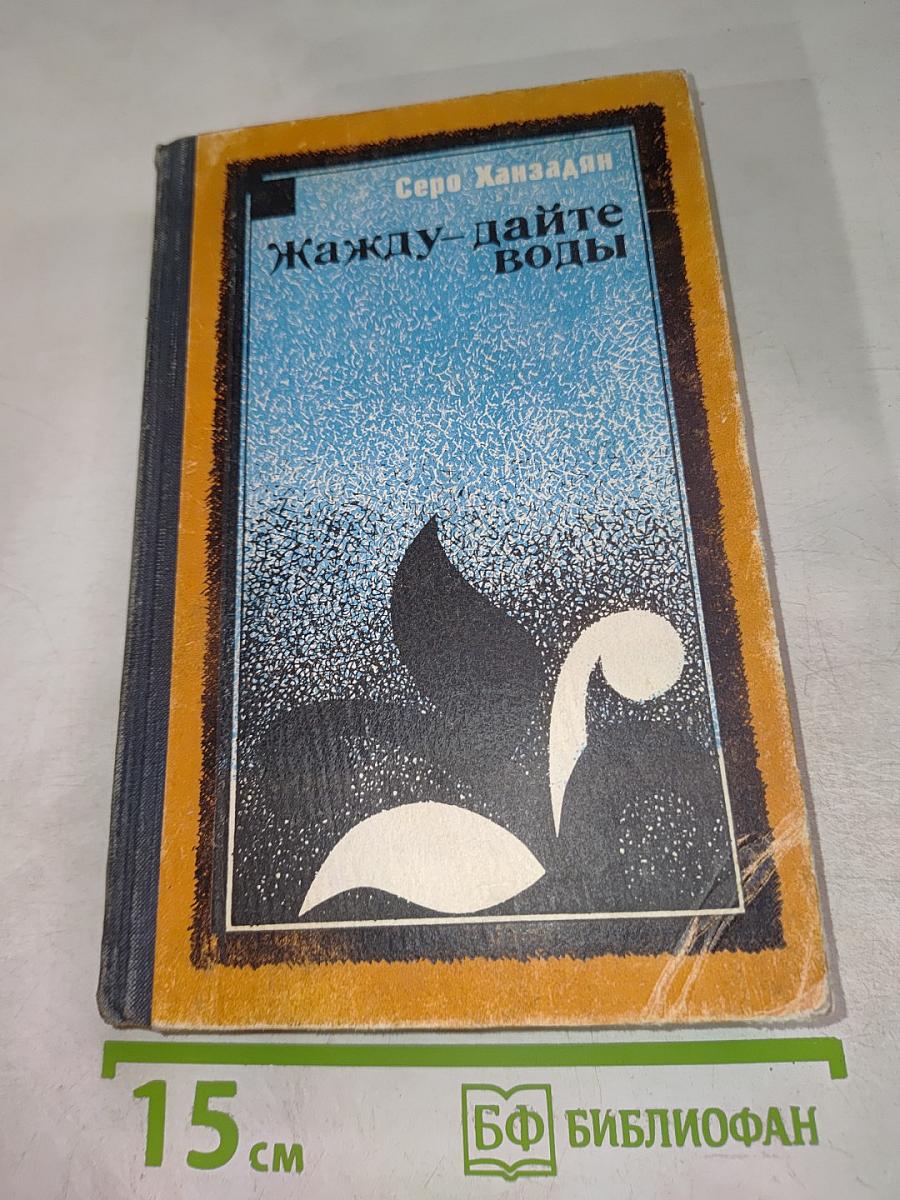 Серо Ханзадян
Жажду-дайте
воды
15 см
БФ БИБЛИОФАН